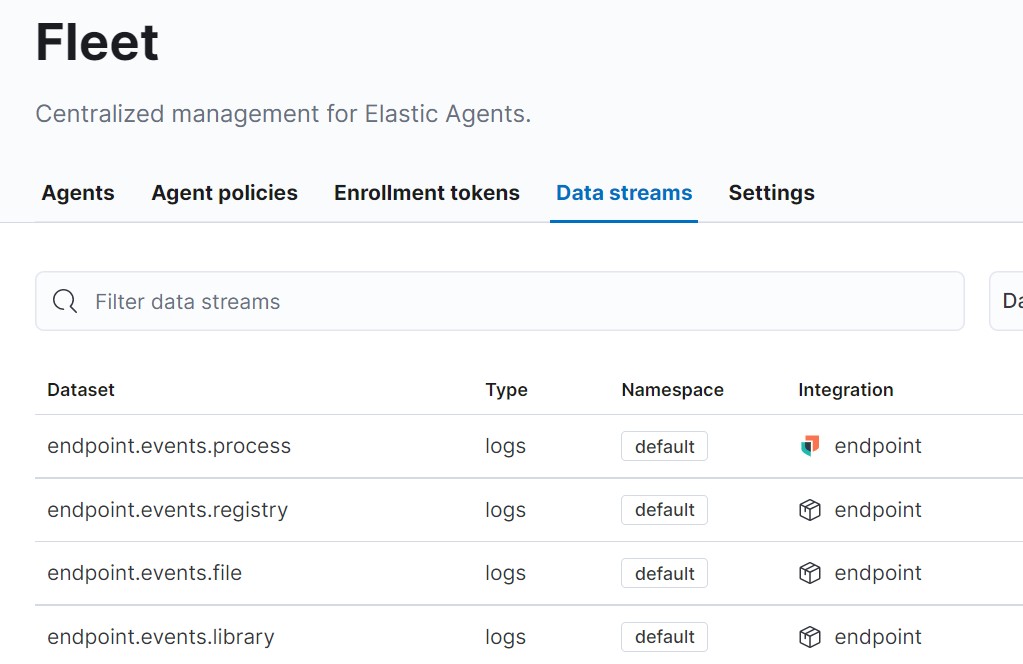 Fleet
Centralized management for Elastic Agents.
Agents Agent policies Enrollment tokens Data streams Settings
Filter data streams Da
Dataset Type Namespace Integration
endpoint.events.process logs default endpoint
endpoint.events.registry logs default endpoint
endpoint.events.file logs default endpoint
endpoint.events.library logs default endpoint